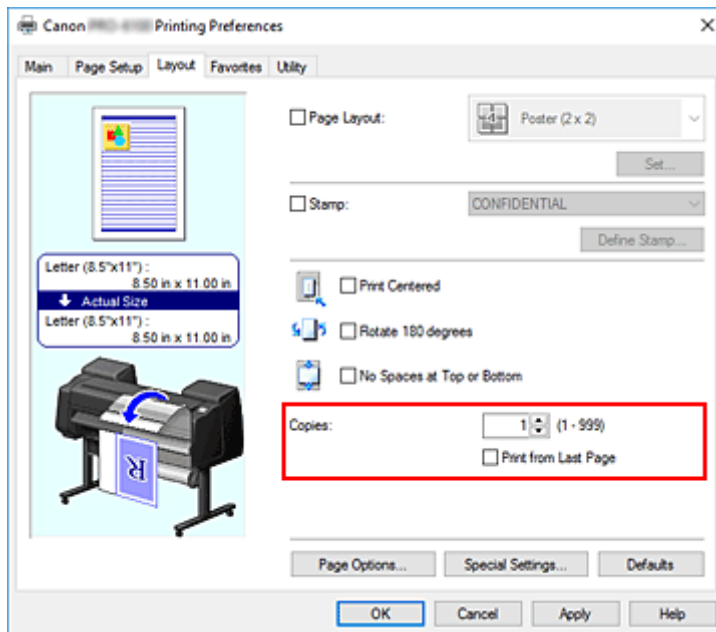 Canon Printing Preferences
Main Page Setup Layout Favorites Utility
Page Layout: Poster (2 x 2)
Set...
Stamp: CONFIDENTIAL
Define Stamp...
Letter (8.5"x11") :
8.50 in x 11.00 in
Actual Size
Letter (8.5"x11") :
8.50 in x 11.00 in
Print Centered
Rotate 180 degrees
No Spaces at Top or Bottom
Copies: 1 (1 - 999)
Print from Last Page
R
Page Options... Special Settings... Defaults
OK Cancel Apply Help